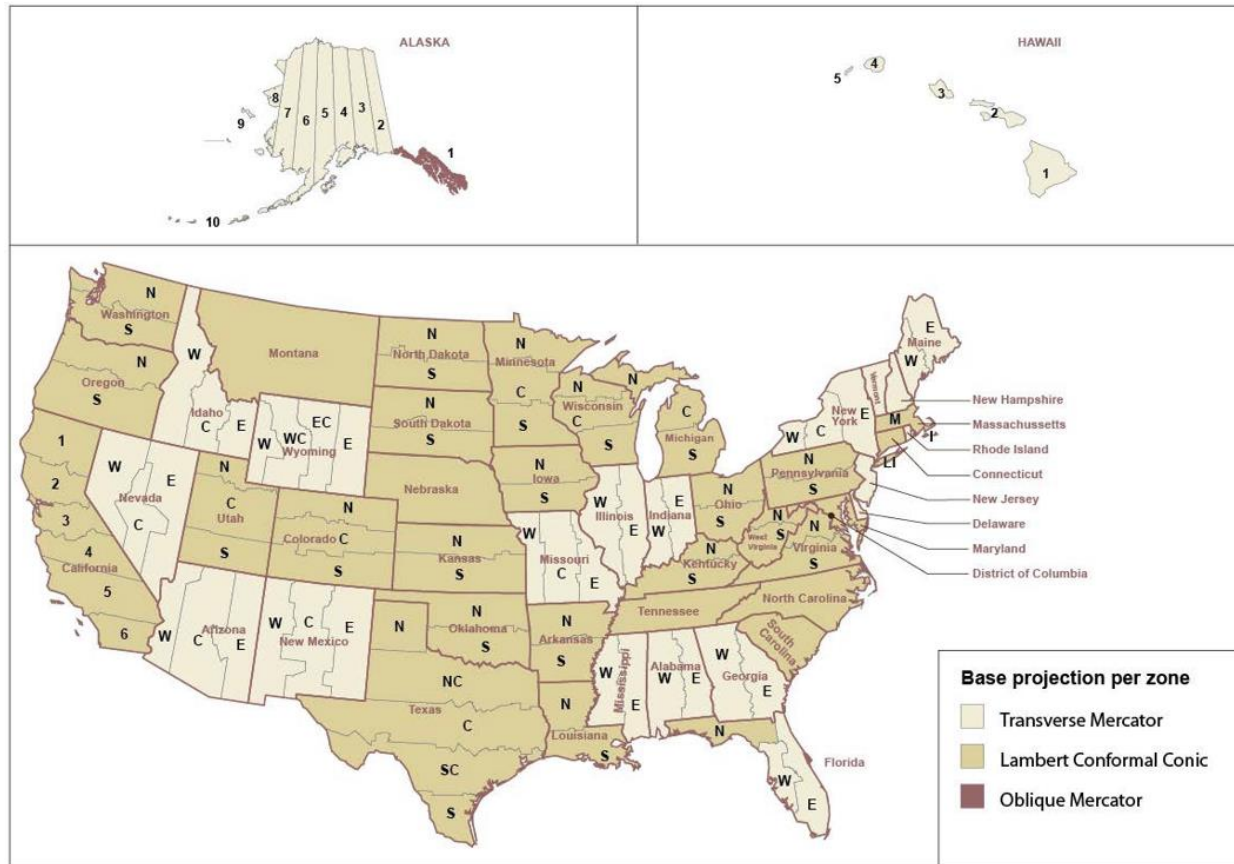 ALASKA
8
7
6
5
4
3
2
9
1
10
HAWAII
5
4
3
2
1
N
Washington
S
N
Oregon
S
W
Idaho
C
E
Montana
N
North Dakota
S
N
South Dakota
S
N
Minnesota
C
S
N
N
Wisconsin
C
S
C
Michigan
S
EC
W
WC
Wyoming
E
1
2
3
4
California
5
6
W
E
Nevada
C
N
C
Utah
S
N
Colorado
C
S
Nebraska
N
Kansas
S
N
Iowa
S
W
Missouri
C
E
W
Illinois
E
E
Indiana
W
N
Ohio
S
N
Kentucky
S
N
West Virginia
S
N
Virginia
S
N
Pennsylvania
S
W
C
New
York
E
LI
Vermont
E
Maine
W
M
I
New Hampshire
Massachussetts
Rhode Island
Connecticut
New Jersey
Delaware
Maryland
District of Columbia
W
Arizona
C
E
W
C
New Mexico
E
N
Oklahoma
S
N
NC
Texas
C
SC
S
N
Arkansas
S
N
Louisiana
S
Tennessee
North Carolina
South
Carolina
W
Mississippi
E
Alabama
W
E
W
Georgia
E
N
W
E
Florida
Base projection per zone
Transverse Mercator
Lambert Conformal Conic
Oblique Mercator